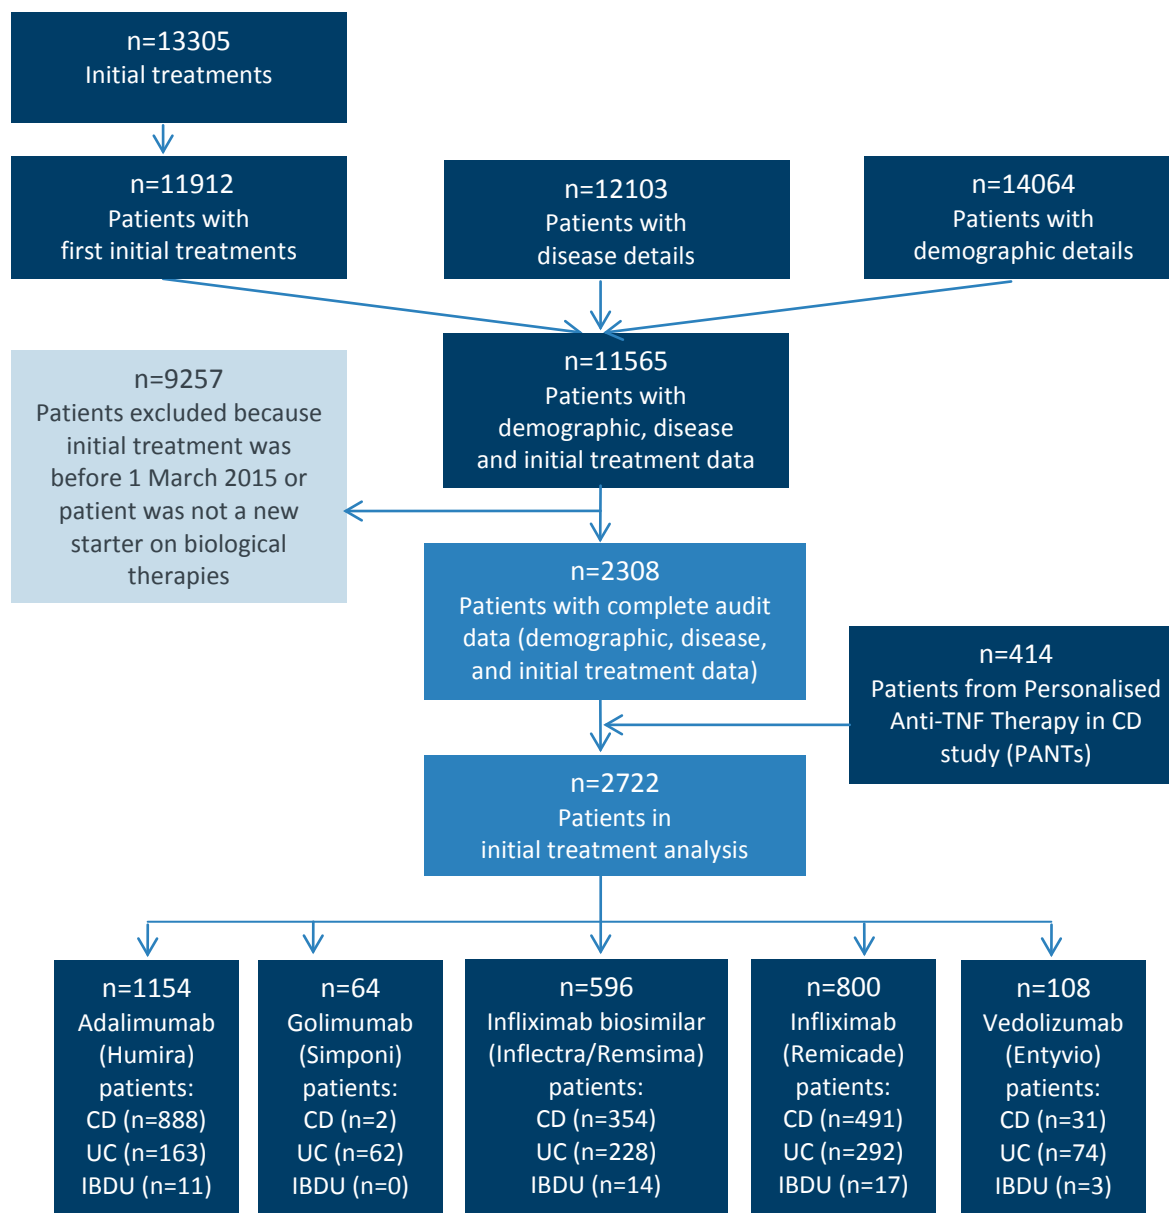 n=13305
Initial treatments
n=11912
Patients with
first initial treatments
n=12103
Patients with
disease details
n=14064
Patients with
demographic details
n=11565
Patients with
demographic, disease
and initial treatment data
n=9257
Patients excluded because
initial treatment was
before 1 March 2015 or
patient was not a new
starter on biological
therapies
n=2308
Patients with complete audit
data (demographic, disease,
and initial treatment data)
n=414
Patients from Personalised
Anti-TNF Therapy in CD
study (PANTs)
n=2722
Patients in
initial treatment analysis
n=1154
Adalimumab
(Humira)
patients:
CD (n=888)
UC (n=163)
IBDU (n=11)
n=64
Golimumab
(Simponi)
patients:
CD (n=2)
UC (n=62)
IBDU (n=0)
n=596
Infliximab biosimilar
(Inflectra/Remsima)
patients:
CD (n=354)
UC (n=228)
IBDU (n=14)
n=800
Infliximab
(Remicade)
patients:
CD (n=491)
UC (n=292)
IBDU (n=17)
n=108
Vedolizumab
(Entyvio)
patients:
CD (n=31)
UC (n=74)
IBDU (n=3)